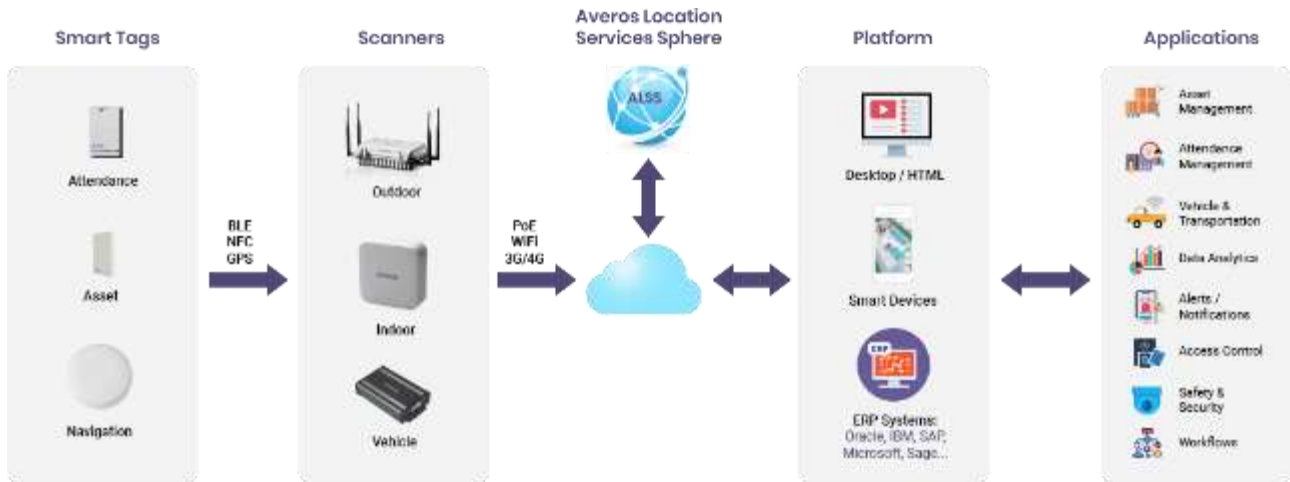 Smart Tags
Attendance
Asset
Navigation
BLE
NFC
GPS
Scanners
Outdoor
Indoor
Vehicle
PoE
WiFi
3G/4G
Averos Location
Services Sphere
ALSS
Platform
Desktop / HTML
Smart Devices
ERP
ERP Systems:
Oracle, IBM, SAP,
Microsoft, Sage...
Applications
Asset
Management
Attendance
Management
Vehicle &
Transportation
Data Analytics
Alerts /
Notifications
Access Control
Safety &
Security
Workflows